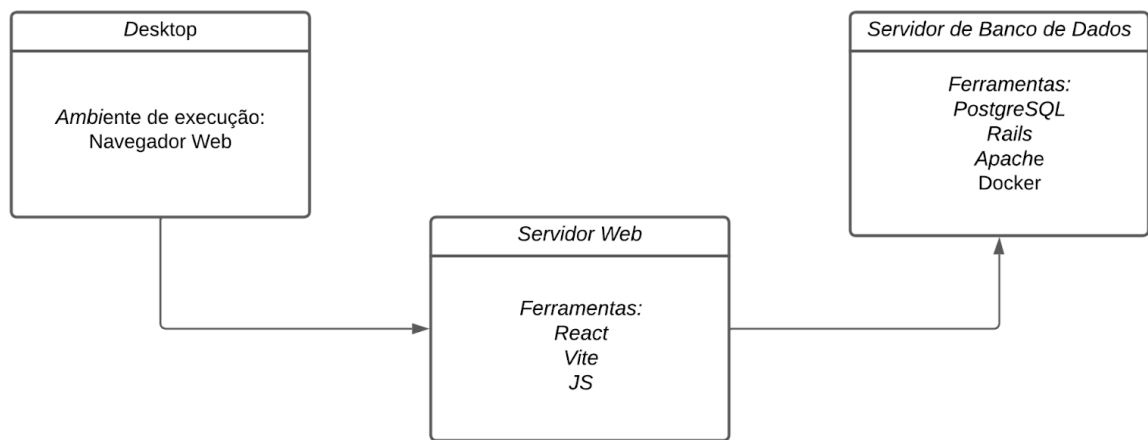 Desktop
Ambiente de execução:
Navegador Web
Servidor Web
Ferramentas:
React
Vite
JS
Servidor de Banco de Dados
Ferramentas:
PostgreSQL
Rails
Apache
Docker